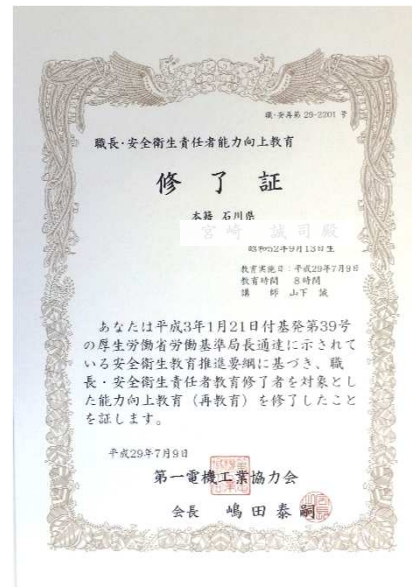 職・安再第 29-2201 号
職長・安全衛生責任者能力向上教育
修 了 証
本籍 石川県
宮崎 誠司 殿
昭和52年9月13日生
教育実施日：平成29年7月9日
教育時間 8時間
講 師 山下 誠
あなたは平成3年1月21日付基発第39号
の厚生労働省労働基準局長通達に示されて
いる安全衛生教育推進要綱に基づき、職
長・安全衛生責任者教育修了者を対象とし
た能力向上教育（再教育）を修了したこと
を証します。
平成29年7月9日
第一電機工業協力会
会長 嶋田泰嗣